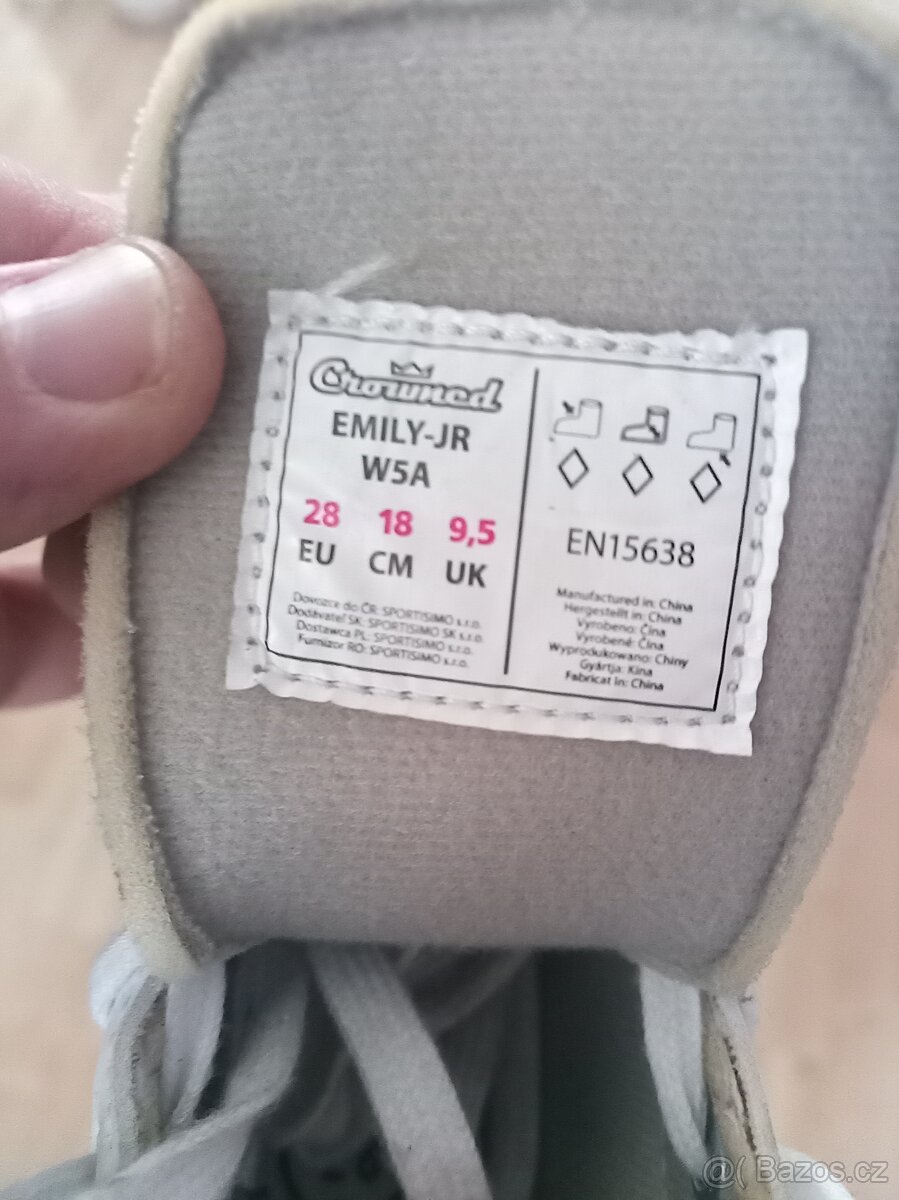 Crowned
EMILY-JR
W5A
28 18 9,5
EU CM UK
Dovozce do ČR: SPORTISIMO s.r.o.
Dodávateľ SK: SPORTISIMO SK s.r.o.
Dostawca PL: SPORTISIMO s.r.o.
Furnizor RO: SPORTISIMO s.r.o.
EN15638
Manufactured in: China
Hergestellt in: China
Vyrobeno: Čína
Vyrobené: Čína
Wyprodukowano: Chiny
Gyártja: Kína
Fabricat în: China
@( Bazos.cz